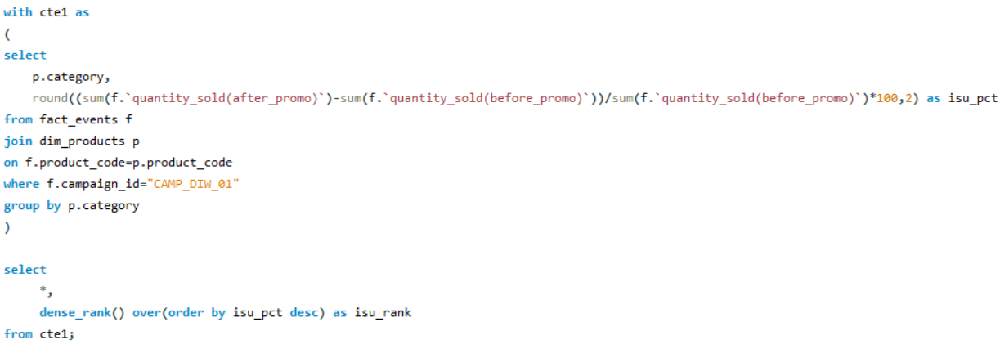 with cte1 as
(
select
    p.category,
    round((sum(f.`quantity_sold(after_promo)`)-sum(f.`quantity_sold(before_promo)`))/sum(f.`quantity_sold(before_promo)`)*100,2) as isu_pct
from fact_events f
join dim_products p
on f.product_code=p.product_code
where f.campaign_id="CAMP_DIW_01"
group by p.category
)

select
     *,
     dense_rank() over(order by isu_pct desc) as isu_rank
from cte1;